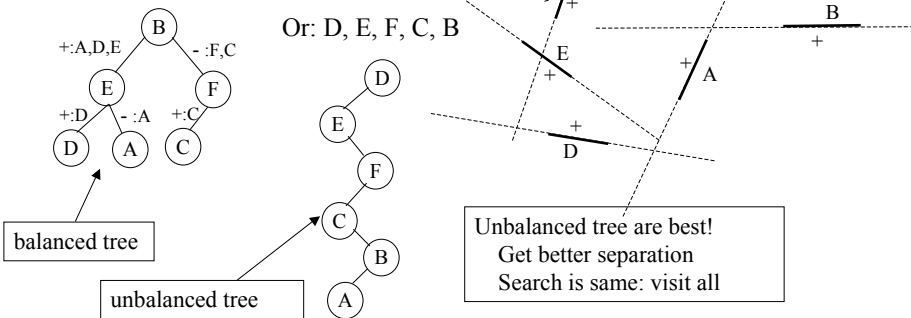 B
+:A,D,E
- :F,C
E
F
+:D
- :A
+:C
D
A
C
balanced tree
Or: D, E, F, C, B
D
E
F
C
B
A
unbalanced tree
+
E
+
+
D
+
A
B
+
Unbalanced tree are best!
Get better separation
Search is same: visit all